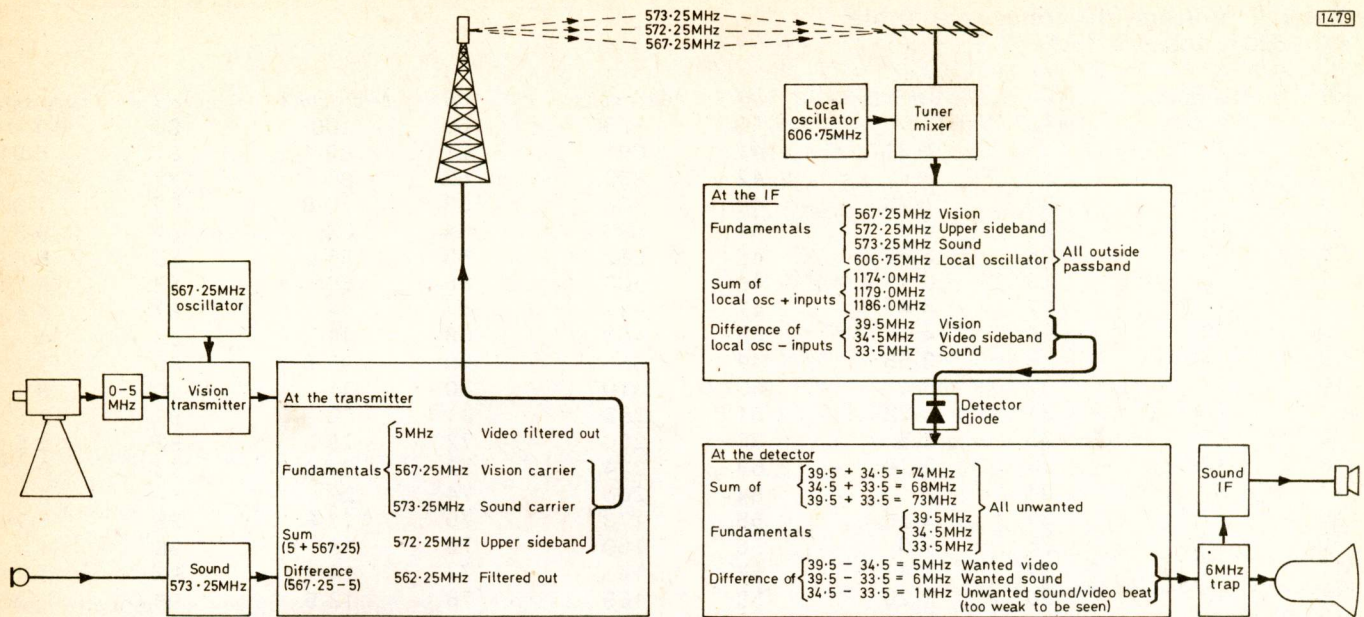 1479
573·25MHz
572·25MHz
567·25MHz
Local
oscillator
606·75MHz
Tuner
mixer
At the IF
Fundamentals
567·25MHz Vision
572·25MHz Upper sideband
573·25MHz Sound
606·75MHz Local oscillator
All outside
passband
Sum of
local osc + inputs
1174·0MHz
1179·0MHz
1186·0MHz
Difference of
local osc – inputs
39·5MHz Vision
34·5MHz Video sideband
33·5MHz Sound
567·25MHz
oscillator
0–5
MHz
Vision
transmitter
At the transmitter
Fundamentals
5MHz Video filtered out
567·25MHz Vision carrier
573·25MHz Sound carrier
Sum
(5 + 567·25)
572·25MHz Upper sideband
Difference
(567·25 – 5)
562·25MHz Filtered out
Sound
573·25MHz
Detector
diode
At the detector
Sum of
39·5 + 34·5 = 74MHz
34·5 + 33·5 = 68MHz
39·5 + 33·5 = 73MHz
Fundamentals
39·5MHz
34·5MHz
33·5MHz
All unwanted
Difference of
39·5 – 34·5 = 5MHz Wanted video
39·5 – 33·5 = 6MHz Wanted sound
34·5 – 33·5 = 1MHz Unwanted sound/video beat
(too weak to be seen)
Sound
IF
6MHz
trap